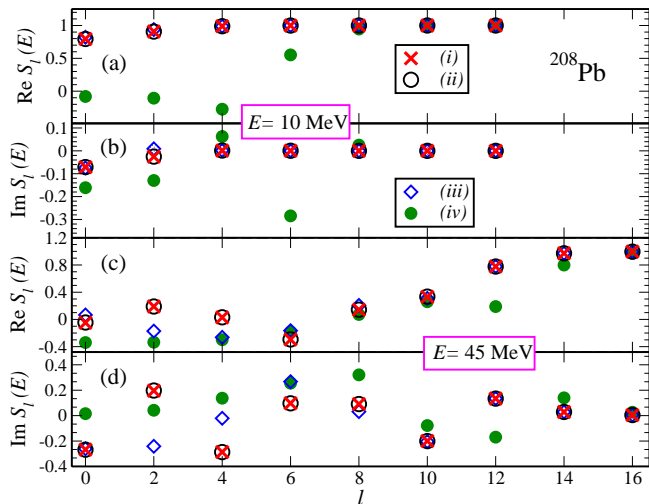 1
0
Re S_l (E)
(a)
(i)
(ii)
²⁰⁸Pb
E= 10 MeV
0.1
0
-0.1
-0.2
-0.3
Im S_l (E)
(b)
(iii)
(iv)
1.2
0.8
0.4
0
-0.4
Re S_l (E)
(c)
E= 45 MeV
0.4
0.2
0
-0.2
-0.4
Im S_l (E)
(d)
0 2 4 6 8 10 12 14 16
l